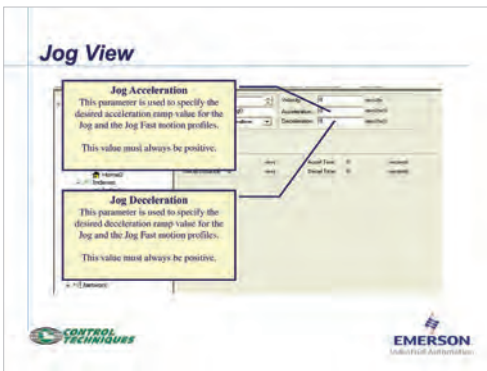 Jog View
Jog Acceleration
This parameter is used to specify the
desired acceleration ramp value for the
Jog and the Jog Fast motion profiles.
This value must always be positive.
Velocity
Acceleration
Deceleration
Home0
Indexes
Jog Deceleration
This parameter is used to specify the
desired deceleration ramp value for the
Jog and the Jog Fast motion profiles.
This value must always be positive.
Network
CONTROL
TECHNIQUES
EMERSON
Industrial Automation